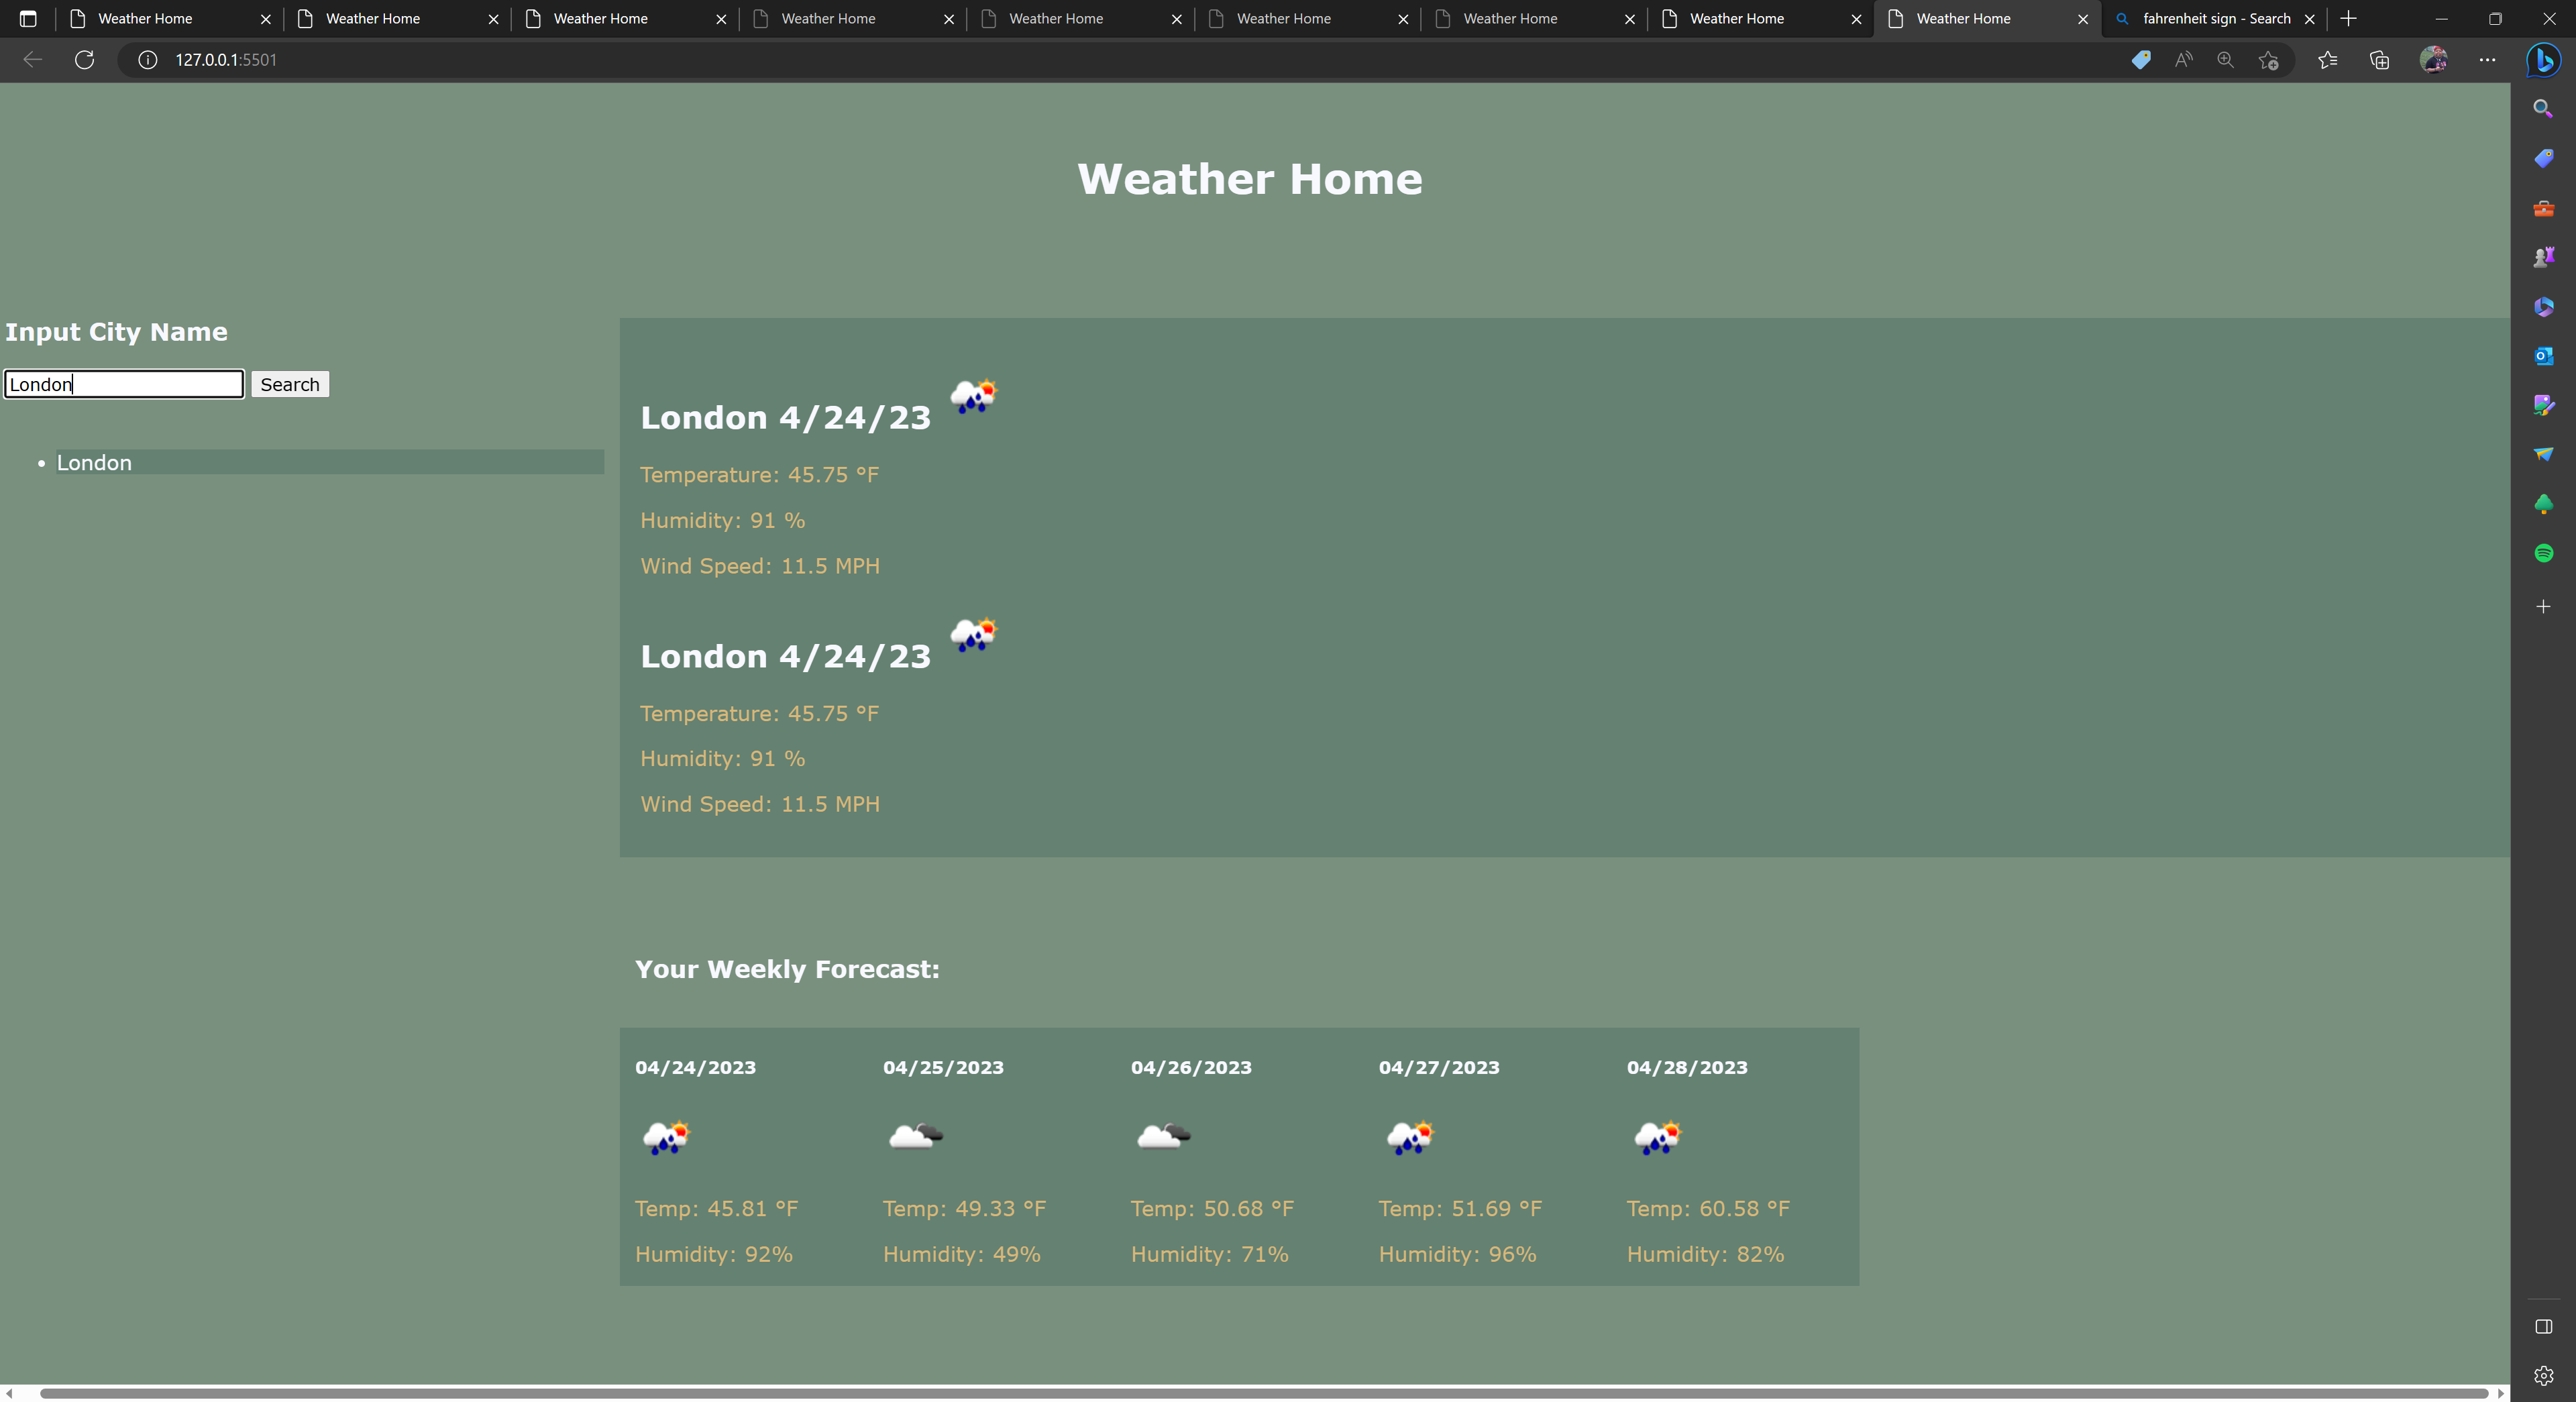 Weather Home
Weather Home
Weather Home
Weather Home
Weather Home
Weather Home
Weather Home
Weather Home
Weather Home
fahrenheit sign - Search
127.0.0.1:5501
Weather Home
Input City Name
London
Search
London
London 4/24/23
Temperature: 45.75 °F
Humidity: 91 %
Wind Speed: 11.5 MPH
London 4/24/23
Temperature: 45.75 °F
Humidity: 91 %
Wind Speed: 11.5 MPH
Your Weekly Forecast:
04/24/2023
Temp: 45.81 °F
Humidity: 92%
04/25/2023
Temp: 49.33 °F
Humidity: 49%
04/26/2023
Temp: 50.68 °F
Humidity: 71%
04/27/2023
Temp: 51.69 °F
Humidity: 96%
04/28/2023
Temp: 60.58 °F
Humidity: 82%